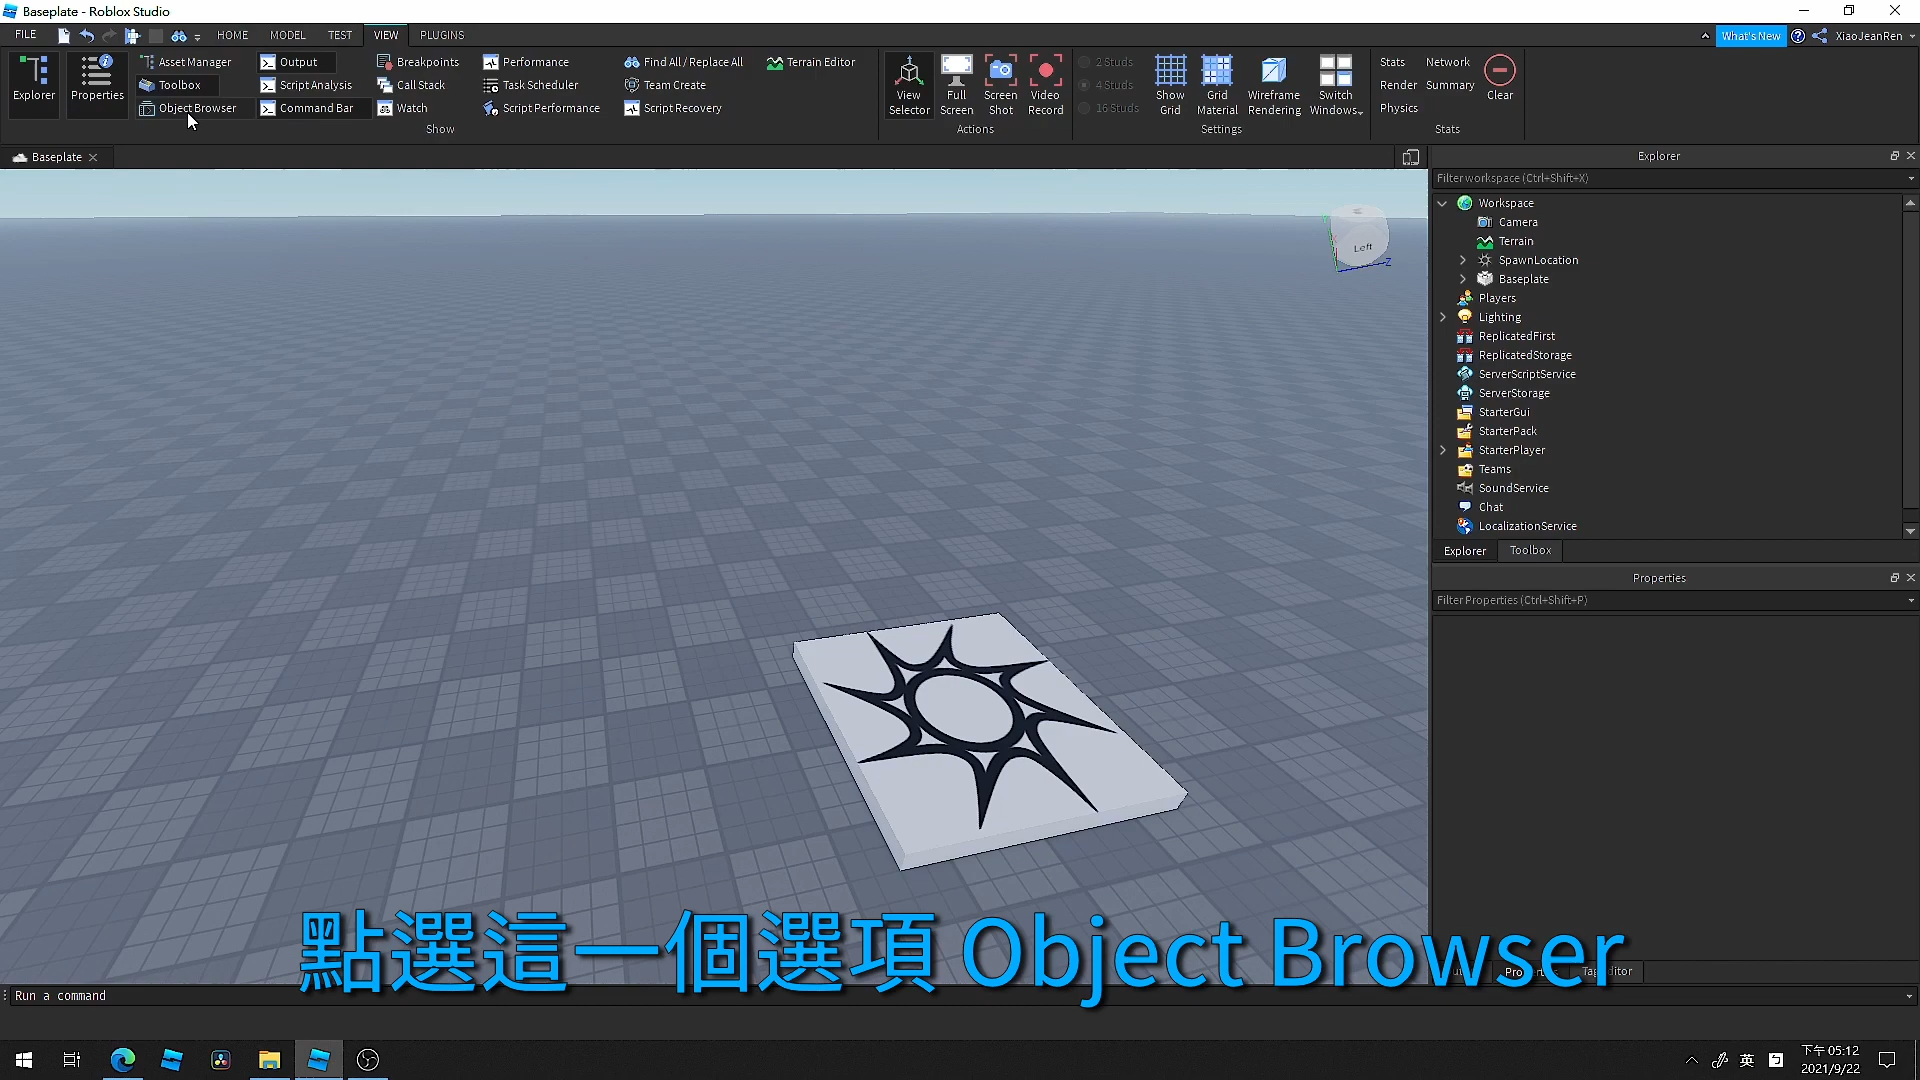 Baseplate - Roblox Studio
FILE
HOME
MODEL
TEST
VIEW
PLUGINS
What's New
XiaoJeanRen
Explorer
Properties
Asset Manager
Toolbox
Object Browser
Output
Script Analysis
Command Bar
Breakpoints
Call Stack
Watch
Performance
Task Scheduler
Script Performance
Find All / Replace All
Team Create
Script Recovery
Terrain Editor
Show
View
Selector
Full
Screen
Screen
Shot
Video
Record
Actions
2 Studs
4 Studs
16 Studs
Show
Grid
Grid
Material
Wireframe
Rendering
Switch
Windows
Settings
Stats
Network
Render
Summary
Physics
Clear
Stats
Baseplate
Left
Z
Explorer
Filter workspace (Ctrl+Shift+X)
Workspace
Camera
Terrain
SpawnLocation
Baseplate
Players
Lighting
ReplicatedFirst
ReplicatedStorage
ServerScriptService
ServerStorage
StarterGui
StarterPack
StarterPlayer
Teams
SoundService
Chat
LocalizationService
Explorer
Toolbox
Properties
Filter Properties (Ctrl+Shift+P)
點選這一個選項 Object Browser
Run a command
英
下午 05:12
2021/9/22